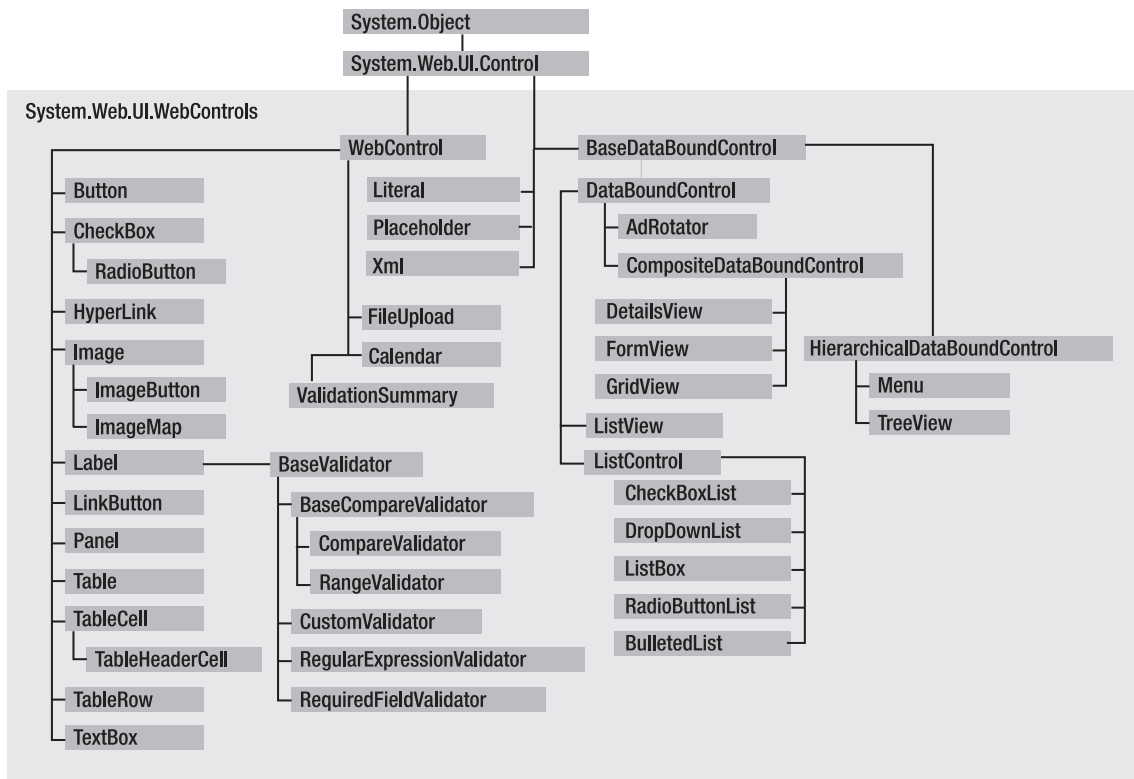 System.Object
System.Web.UI.Control
System.Web.UI.WebControls
WebControl
Button
CheckBox
RadioButton
HyperLink
Image
ImageButton
ImageMap
Label
LinkButton
Panel
Table
TableCell
TableHeaderCell
TableRow
TextBox
Literal
Placeholder
Xml
FileUpload
Calendar
ValidationSummary
BaseValidator
BaseCompareValidator
CompareValidator
RangeValidator
CustomValidator
RegularExpressionValidator
RequiredFieldValidator
BaseDataBoundControl
DataBoundControl
AdRotator
CompositeDataBoundControl
DetailsView
FormView
GridView
ListView
ListControl
CheckBoxList
DropDownList
ListBox
RadioButtonList
BulletedList
HierarchicalDataBoundControl
Menu
TreeView